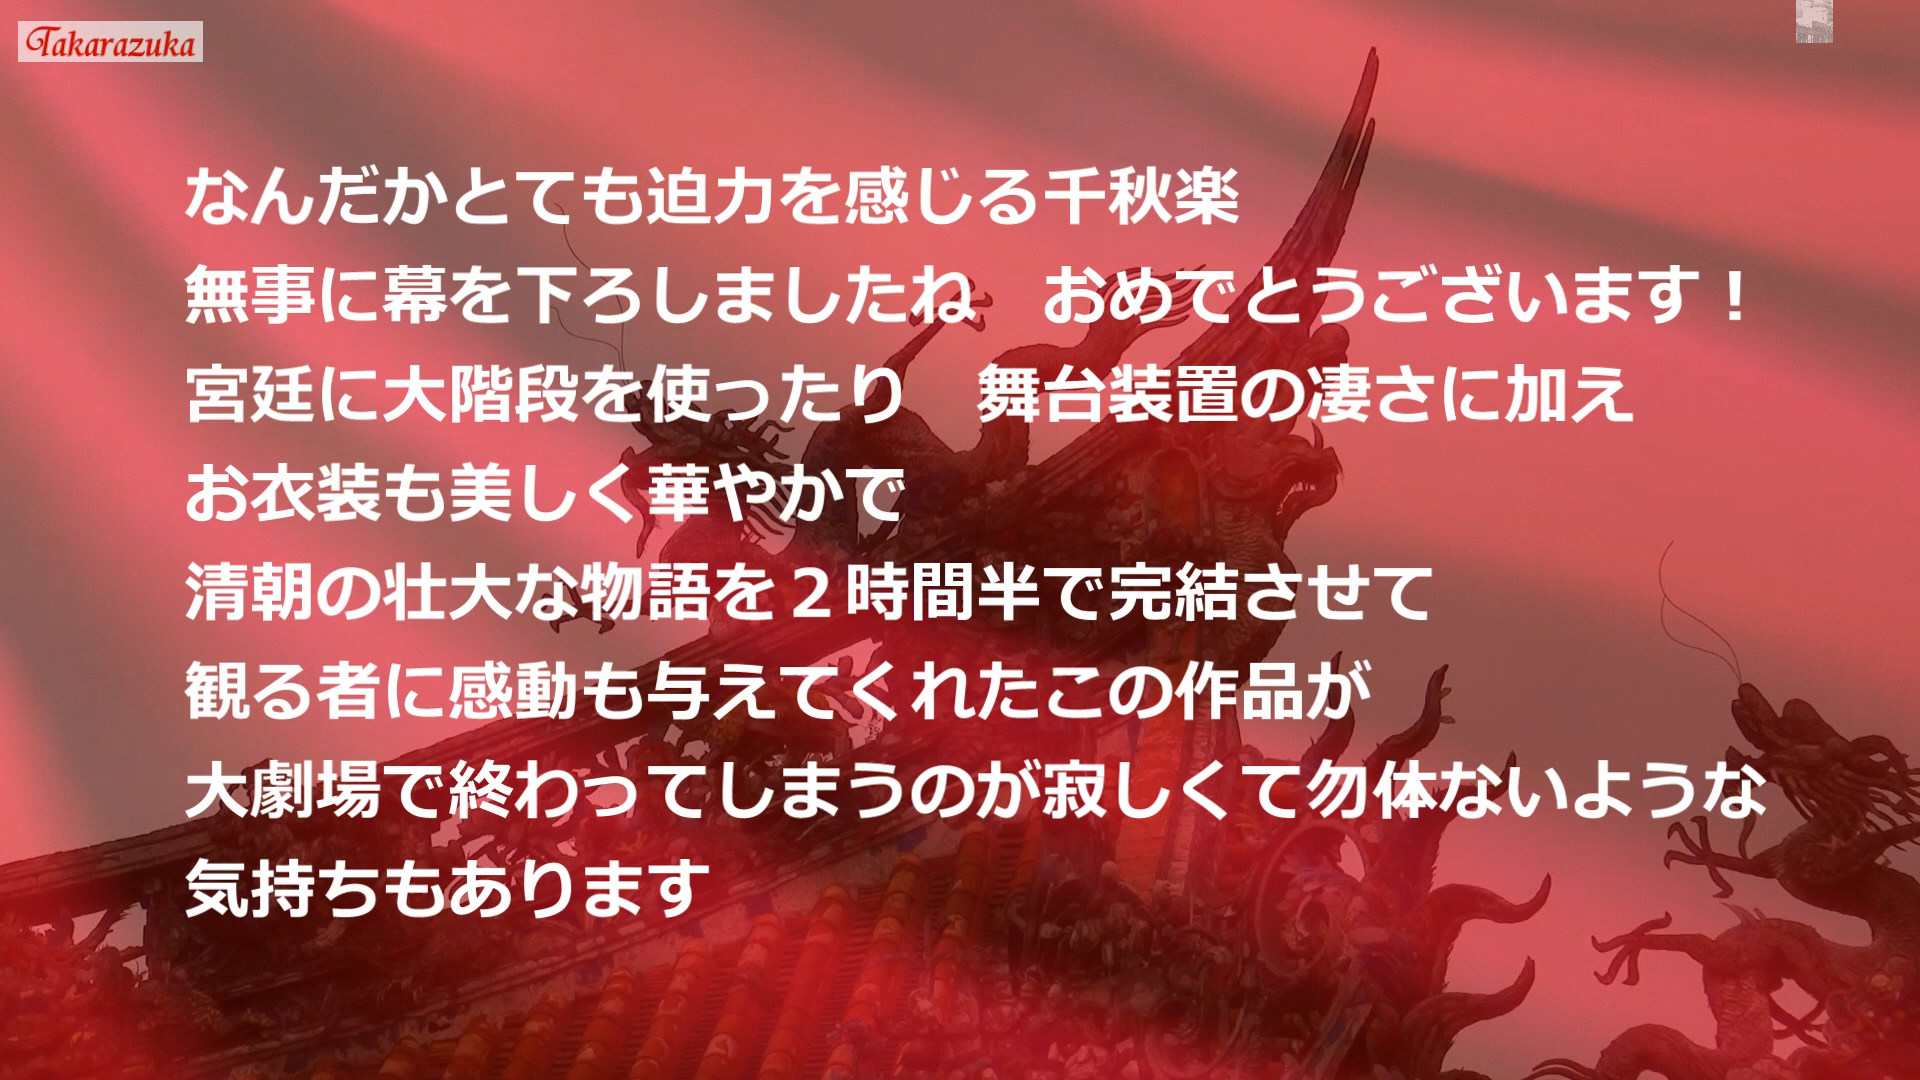 Takarazuka
なんだかとても迫力を感じる千秋楽
無事に幕を下ろしましたね　おめでとうございます！
宮廷に大階段を使ったり　舞台装置の凄さに加え
お衣装も美しく華やかで
清朝の壮大な物語を２時間半で完結させて
観る者に感動も与えてくれたこの作品が
大劇場で終わってしまうのが寂しくて勿体ないような
気持ちもあります